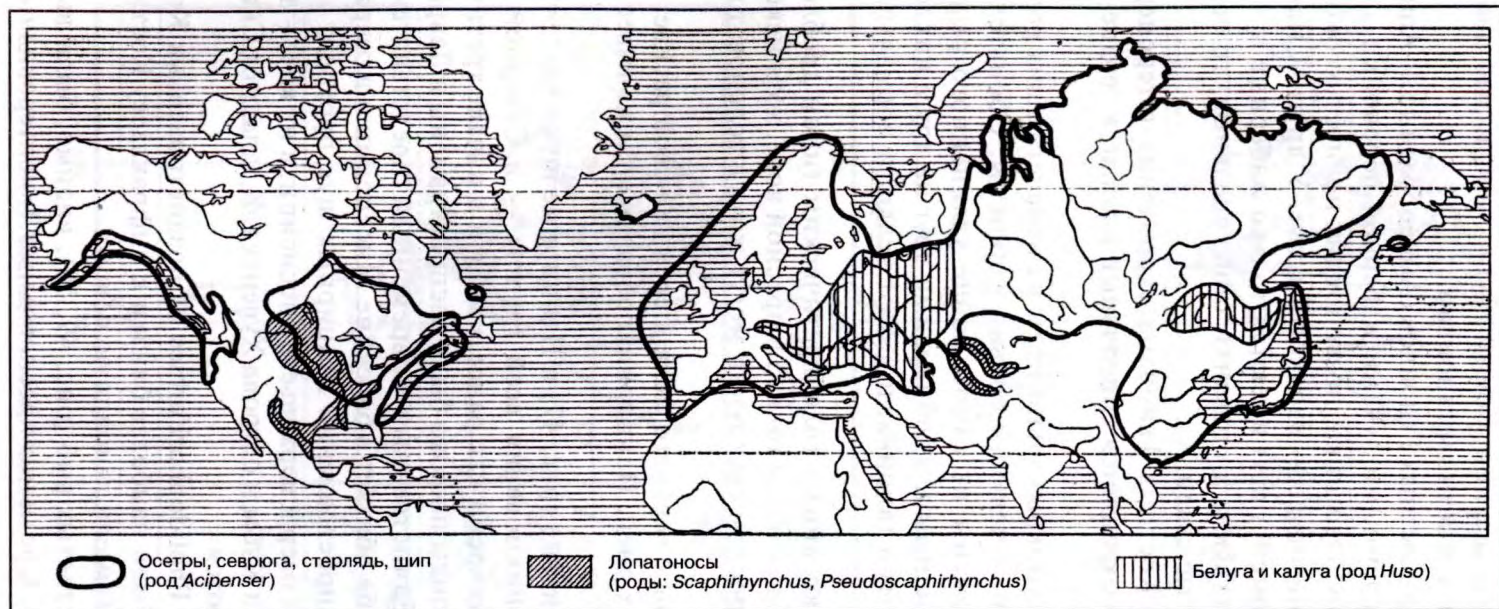 Осетры, севрюга, стерлядь, шип
(род Acipenser)
Лопатоносы
(роды: Scaphirhynchus, Pseudoscaphirhynchus)
Белуга и калуга (род Huso)